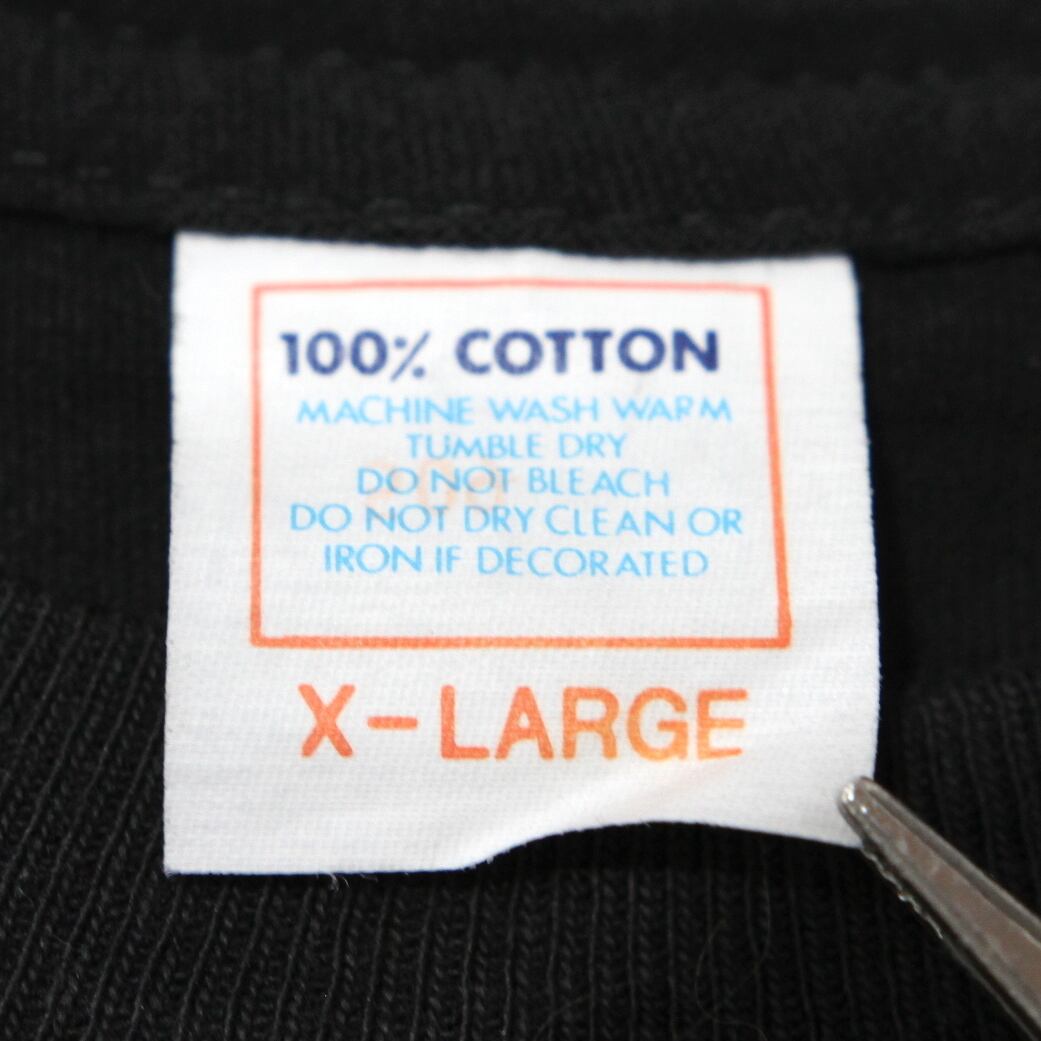 100% COTTON
MACHINE WASH WARM
TUMBLE DRY
DO NOT BLEACH
DO NOT DRY CLEAN OR
IRON IF DECORATED
X-LARGE